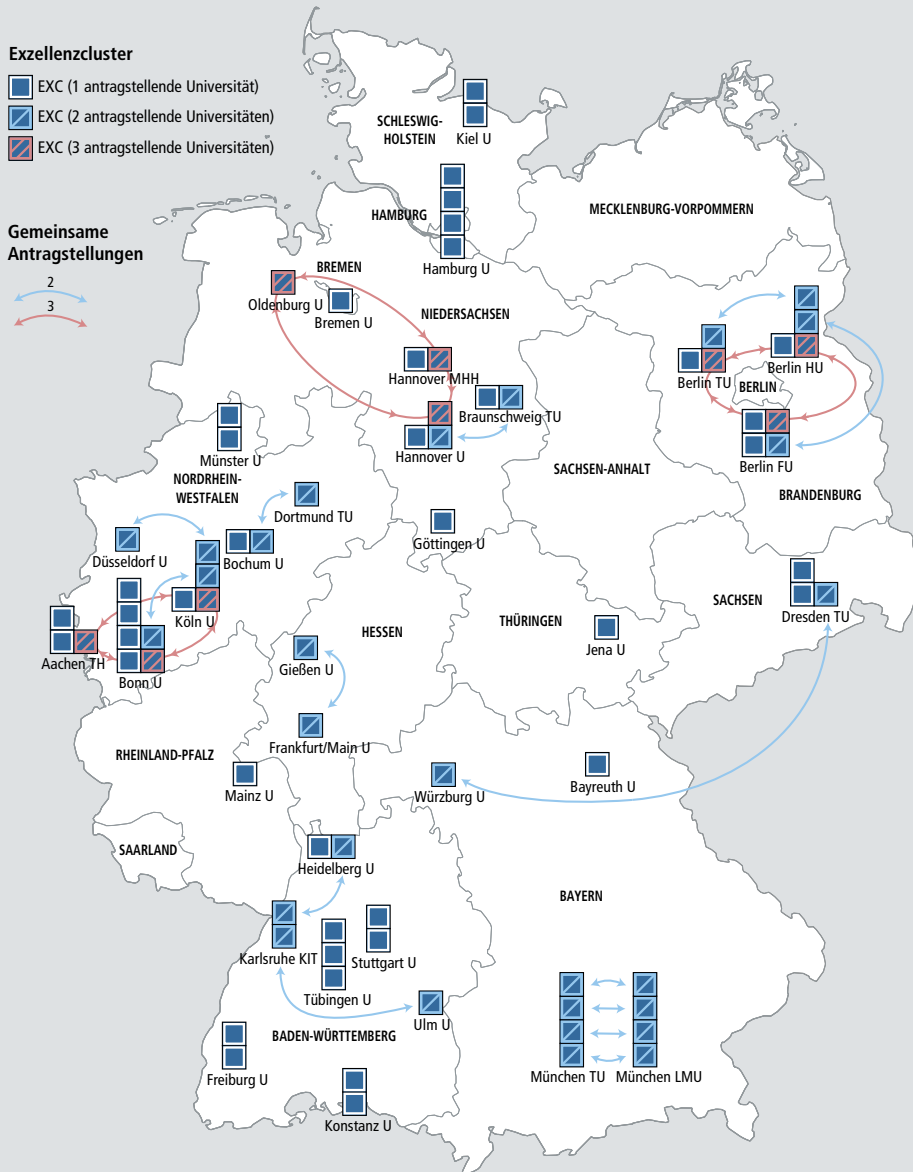 Exzellenzcluster
EXC (1 antragstellende Universität)
EXC (2 antragstellende Universitäten)
EXC (3 antragstellende Universitäten)
Gemeinsame
Antragstellungen
2
3
SCHLESWIG-
HOLSTEIN
Kiel U
HAMBURG
Hamburg U
MECKLENBURG-VORPOMMERN
BREMEN
Oldenburg U
Bremen U
NIEDERSACHSEN
Hannover MHH
Braunschweig TU
Hannover U
Berlin TU
Berlin HU
BERLIN
Berlin FU
BRANDENBURG
SACHSEN-ANHALT
Münster U
NORDRHEIN-
WESTFALEN
Dortmund TU
Düsseldorf U
Bochum U
Göttingen U
Köln U
Aachen TH
Bonn U
HESSEN
THÜRINGEN
Jena U
SACHSEN
Dresden TU
Gießen U
Frankfurt/Main U
RHEINLAND-PFALZ
Mainz U
Würzburg U
Bayreuth U
SAARLAND
Heidelberg U
BAYERN
Karlsruhe KIT
Stuttgart U
Tübingen U
Ulm U
BADEN-WÜRTTEMBERG
Freiburg U
München TU
München LMU
Konstanz U